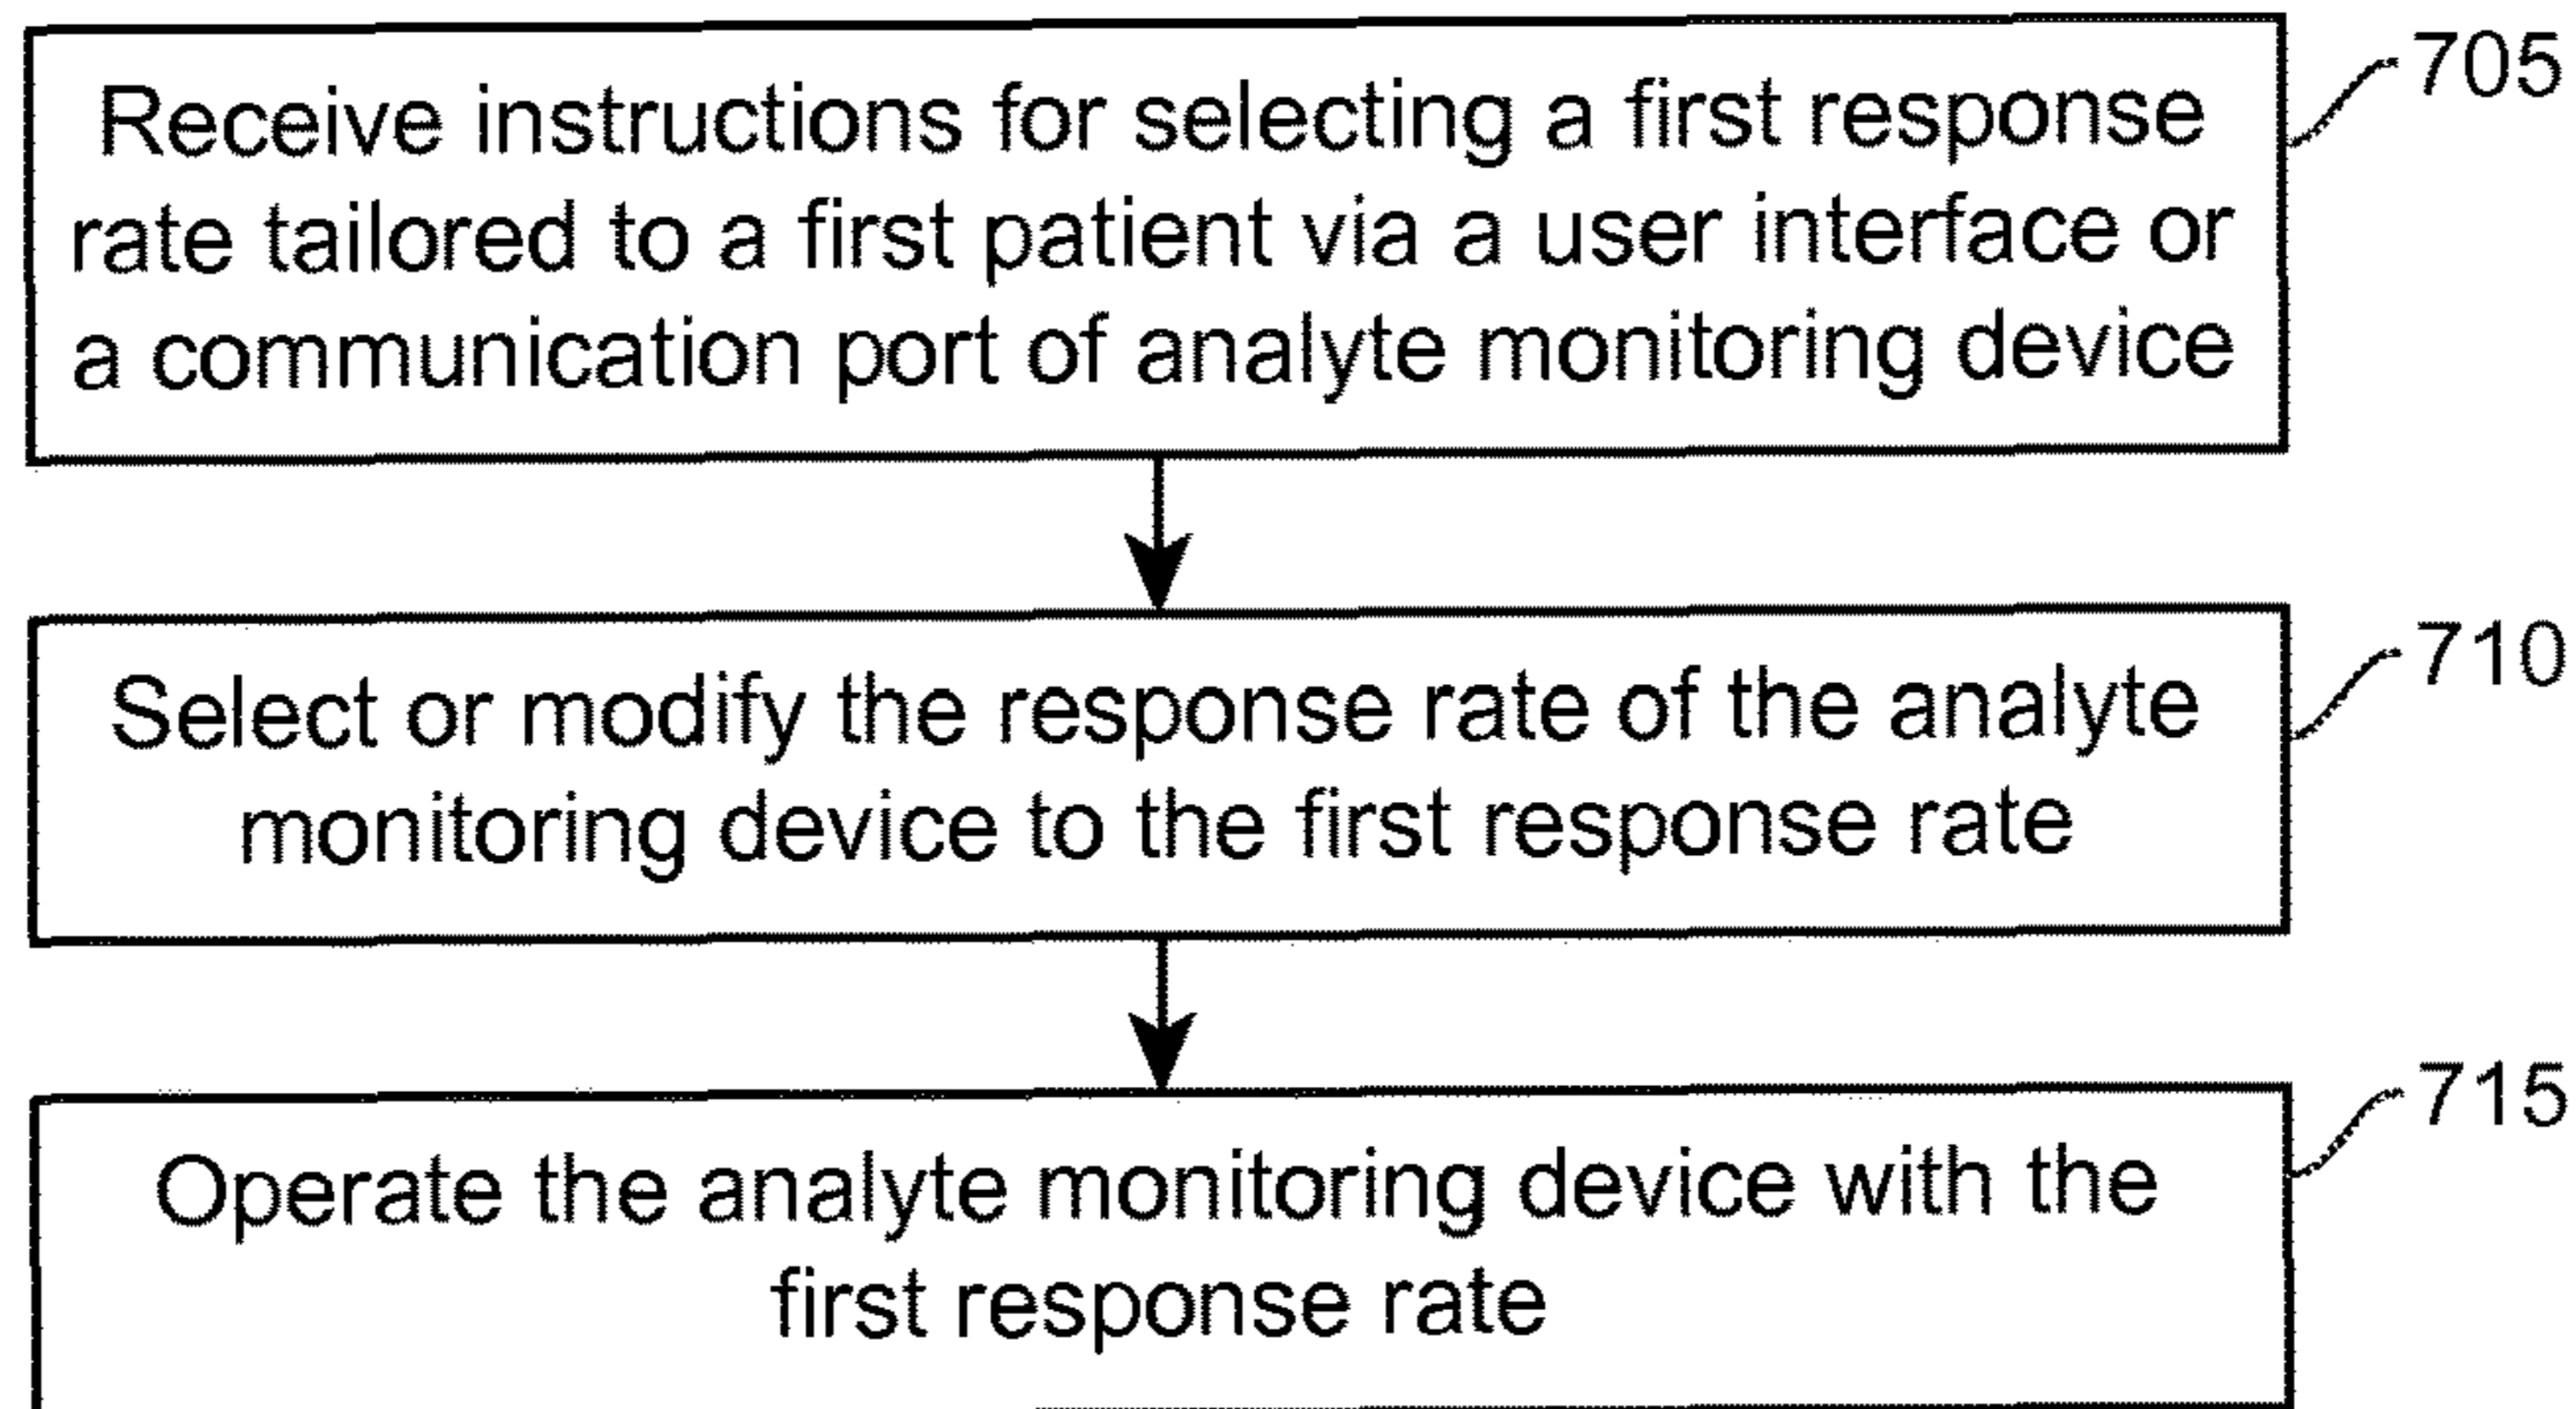 Receive instructions for selecting a first response
rate tailored to a first patient via a user interface or
a communication port of analyte monitoring device
705
Select or modify the response rate of the analyte
monitoring device to the first response rate
710
Operate the analyte monitoring device with the
first response rate
715